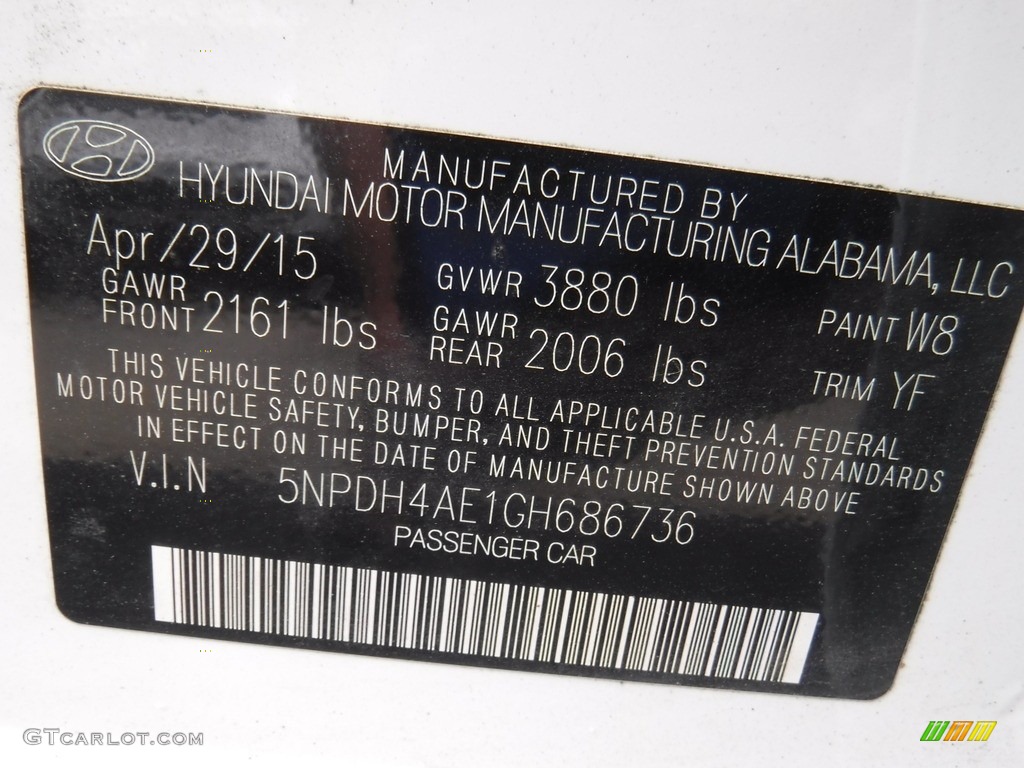 MANUFACTURED BY
HYUNDAI MOTOR MANUFACTURING ALABAMA, LLC
Apr/29/15 GVWR 3880 lbs PAINT W8
GAWR FRONT 2161 lbs GAWR REAR 2006 lbs TRIM YF
THIS VEHICLE CONFORMS TO ALL APPLICABLE U.S.A. FEDERAL
MOTOR VEHICLE SAFETY, BUMPER, AND THEFT PREVENTION STANDARDS
IN EFFECT ON THE DATE OF MANUFACTURE SHOWN ABOVE
V.I.N 5NPDH4AE1GH686736
PASSENGER CAR
GTCARLOT.COM